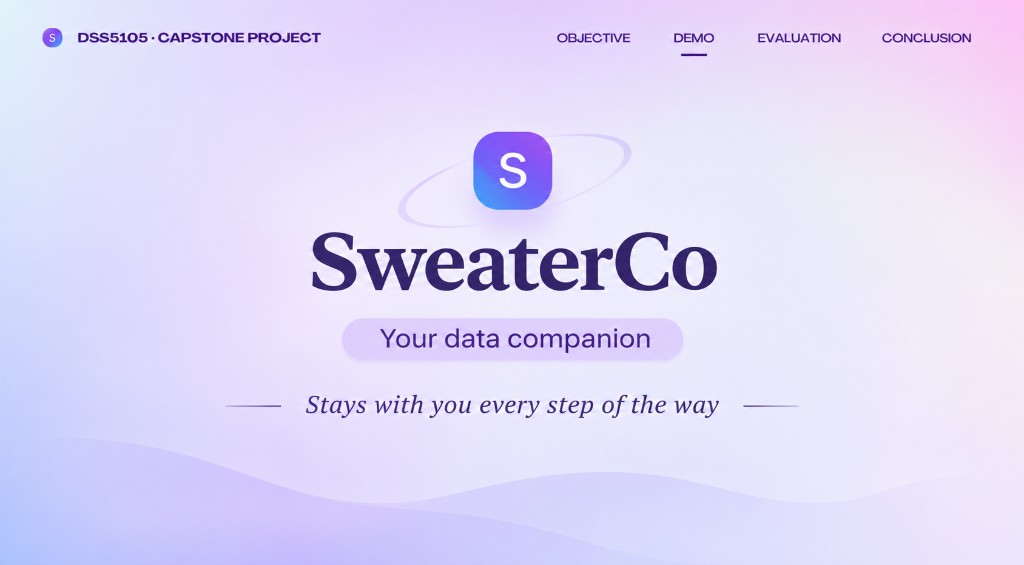 S DSS5105 · CAPSTONE PROJECT OBJECTIVE DEMO EVALUATION CONCLUSION
S
SweaterCo
Your data companion
Stays with you every step of the way